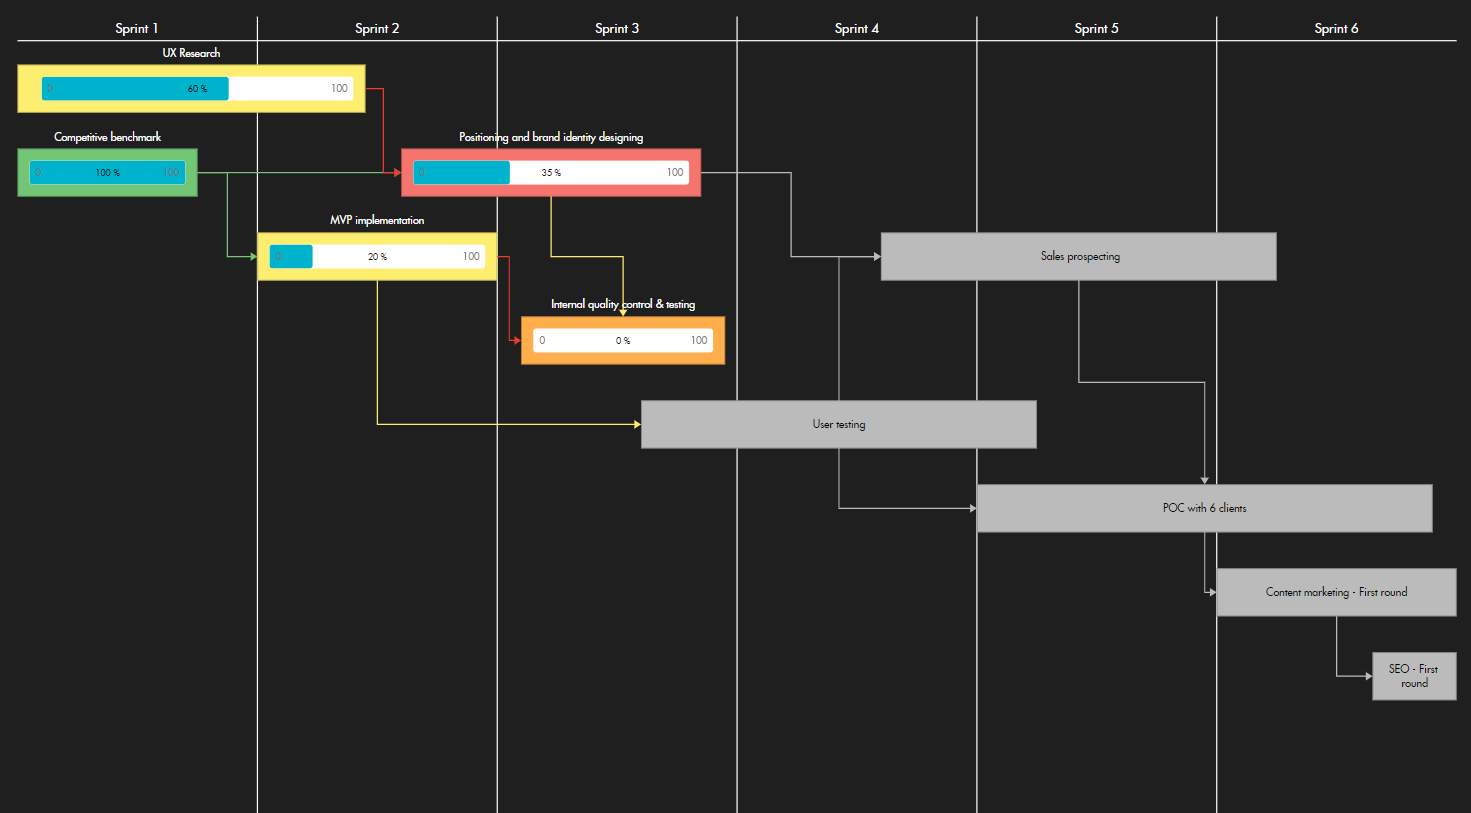 Sprint 1 Sprint 2 Sprint 3 Sprint 4 Sprint 5 Sprint 6
UX Research
0 60 % 100
Competitive benchmark
0 100 % 100
Positioning and brand identity designing
0 35 % 100
MVP implementation
0 20 % 100
Sales prospecting
Internal quality control & testing
0 0 % 100
User testing
POC with 6 clients
Content marketing - First round
SEO - First
round